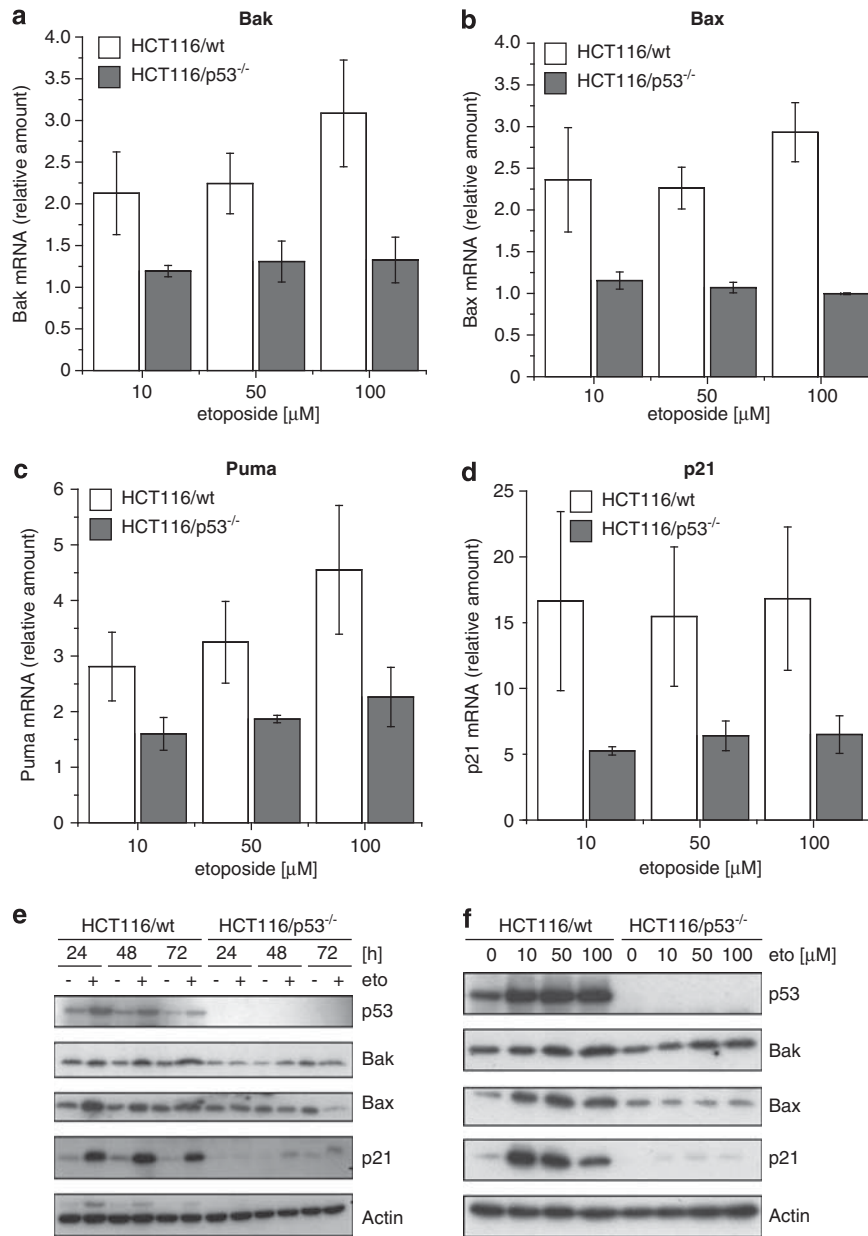 a
Bak
HCT116/wt
HCT116/p53-/-
4.0
3.5
3.0
2.5
2.0
1.5
1.0
0.5
0
Bak mRNA (relative amount)
10 50 100
etoposide [µM]
b
Bax
HCT116/wt
HCT116/p53-/-
4.0
3.5
3.0
2.5
2.0
1.5
1.0
0.5
0
Bax mRNA (relative amount)
10 50 100
etoposide [µM]
c
Puma
HCT116/wt
HCT116/p53-/-
6
5
4
3
2
1
0
Puma mRNA (relative amount)
10 50 100
etoposide [µM]
d
p21
HCT116/wt
HCT116/p53-/-
25
20
15
10
5
0
p21 mRNA (relative amount)
10 50 100
etoposide [µM]
e
HCT116/wt HCT116/p53-/-
24 48 72 24 48 72 [h]
- + - + - + - + - + - + eto
p53
Bak
Bax
p21
Actin
f
HCT116/wt HCT116/p53-/-
0 10 50 100 0 10 50 100 eto [µM]
p53
Bak
Bax
p21
Actin